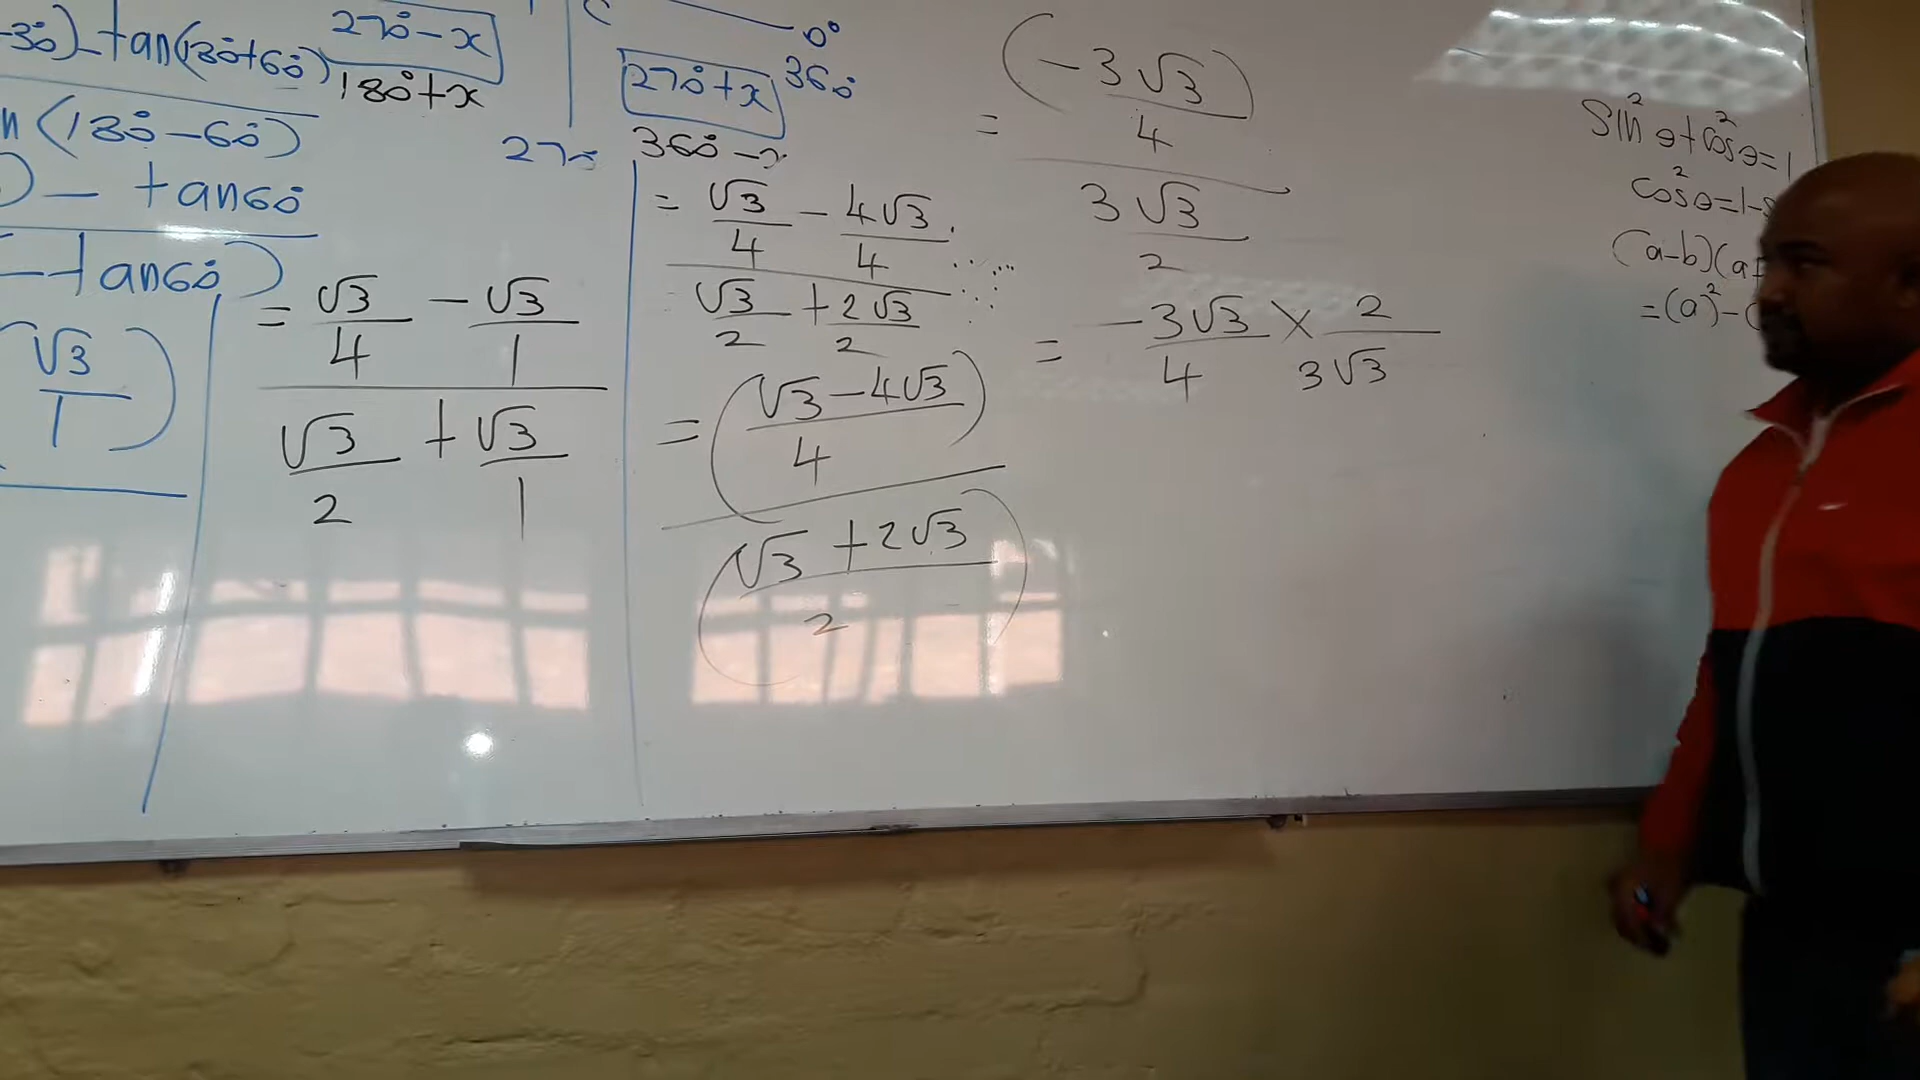 -30°)-tan(180°+60°)
270°-x
180°+x
n(180°-60°)
)- tan60°
-tan60°)
√3/1)
= (√3/4 - √3/1)/(√3/2 + √3/1)
0°
270°+x 360°
360°-x
= (√3/4 - 4√3/4)/(√3/2 + 2√3/2)
= ((√3-4√3)/4)/((√3+2√3)/2)
= (-3√3/4)/(3√3/2)
= -3√3/4 × 2/3√3
sin²θ+cos²θ=1
cos²θ=1-
(a-b)(a+
=(a)²-(